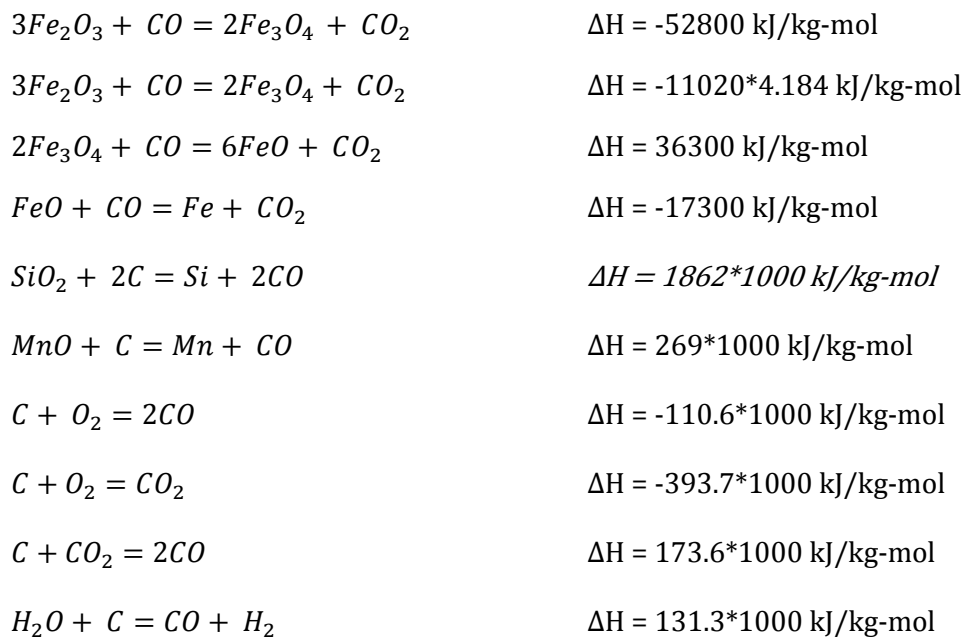 3Fe₂O₃ + CO = 2Fe₃O₄ + CO₂ ΔH = -52800 kJ/kg-mol
3Fe₂O₃ + CO = 2Fe₃O₄ + CO₂ ΔH = -11020*4.184 kJ/kg-mol
2Fe₃O₄ + CO = 6FeO + CO₂ ΔH = 36300 kJ/kg-mol
FeO + CO = Fe + CO₂ ΔH = -17300 kJ/kg-mol
SiO₂ + 2C = Si + 2CO ΔH = 1862*1000 kJ/kg-mol
MnO + C = Mn + CO ΔH = 269*1000 kJ/kg-mol
C + O₂ = 2CO ΔH = -110.6*1000 kJ/kg-mol
C + O₂ = CO₂ ΔH = -393.7*1000 kJ/kg-mol
C + CO₂ = 2CO ΔH = 173.6*1000 kJ/kg-mol
H₂O + C = CO + H₂ ΔH = 131.3*1000 kJ/kg-mol